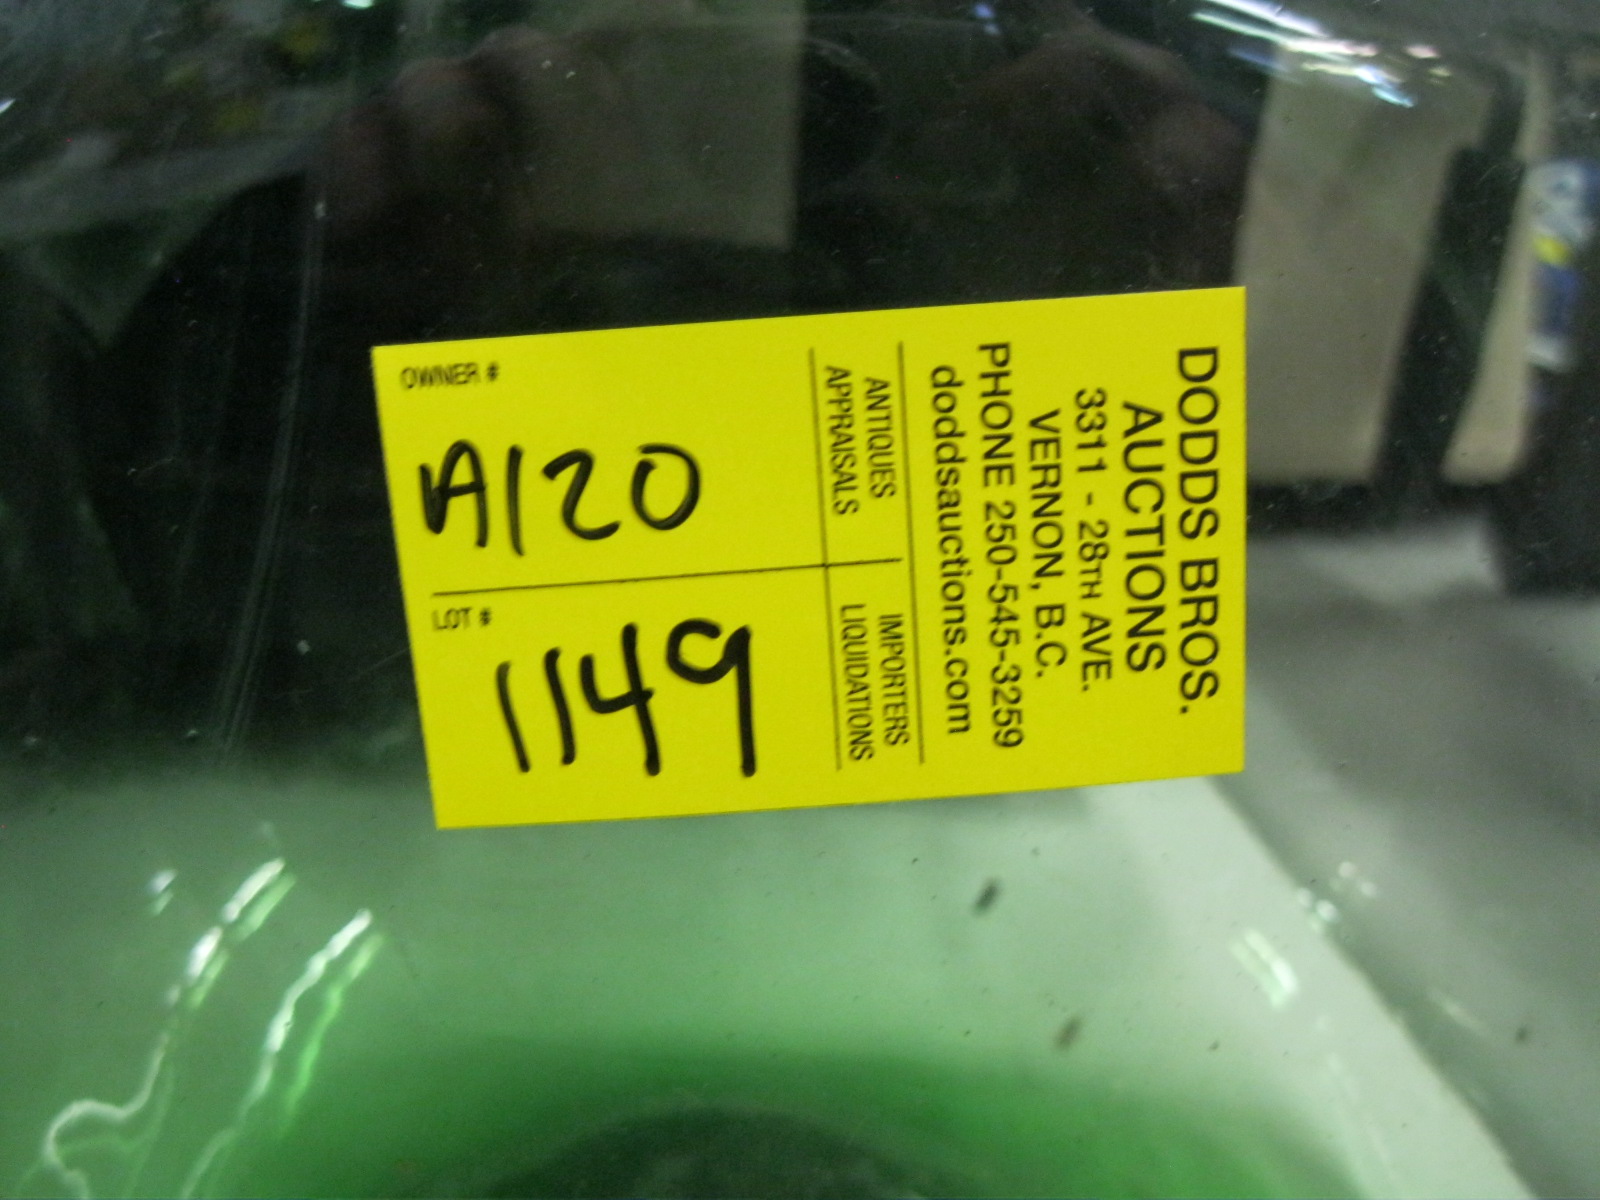 DODDS BROS.
AUCTIONS
3311 - 28TH AVE.
VERNON, B.C.
PHONE 250-545-3259
doddsauctions.com
ANTIQUES IMPORTERS
APPRAISALS LIQUIDATIONS
OWNER #
A120
LOT #
1149